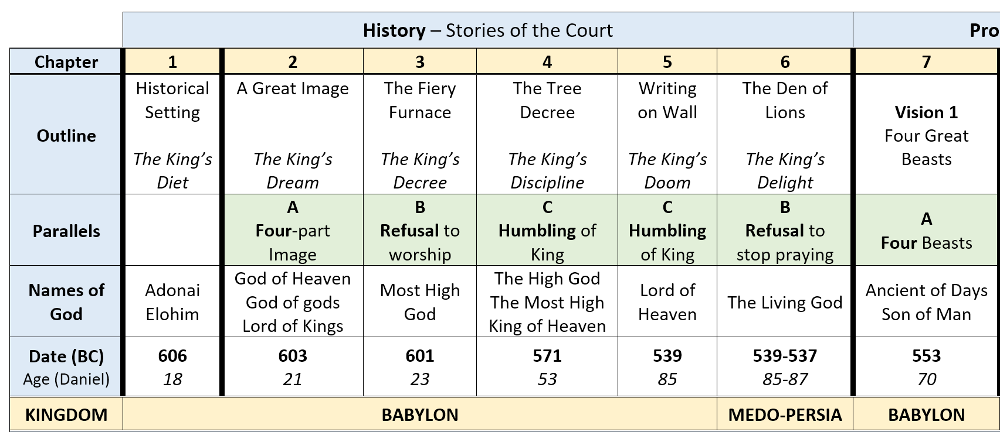 History – Stories of the Court Pro
Chapter 1 2 3 4 5 6 7
Outline
Historical
Setting
The King’s
Diet
A Great Image
The King’s
Dream
The Fiery
Furnace
The King’s
Decree
The Tree
Decree
The King’s
Discipline
Writing
on Wall
The King’s
Doom
The Den of
Lions
The King’s
Delight
Vision 1
Four Great
Beasts
Parallels
A
Four-part
Image
B
Refusal to
worship
C
Humbling of
King
C
Humbling
of King
B
Refusal to
stop praying
A
Four Beasts
Names of
God
Adonai
Elohim
God of Heaven
God of gods
Lord of Kings
Most High
God
The High God
The Most High
King of Heaven
Lord of
Heaven
The Living God
Ancient of Days
Son of Man
Date (BC) 606 603 601 571 539 539-537 553
Age (Daniel) 18 21 23 53 85 85-87 70
KINGDOM BABYLON MEDO-PERSIA BABYLON